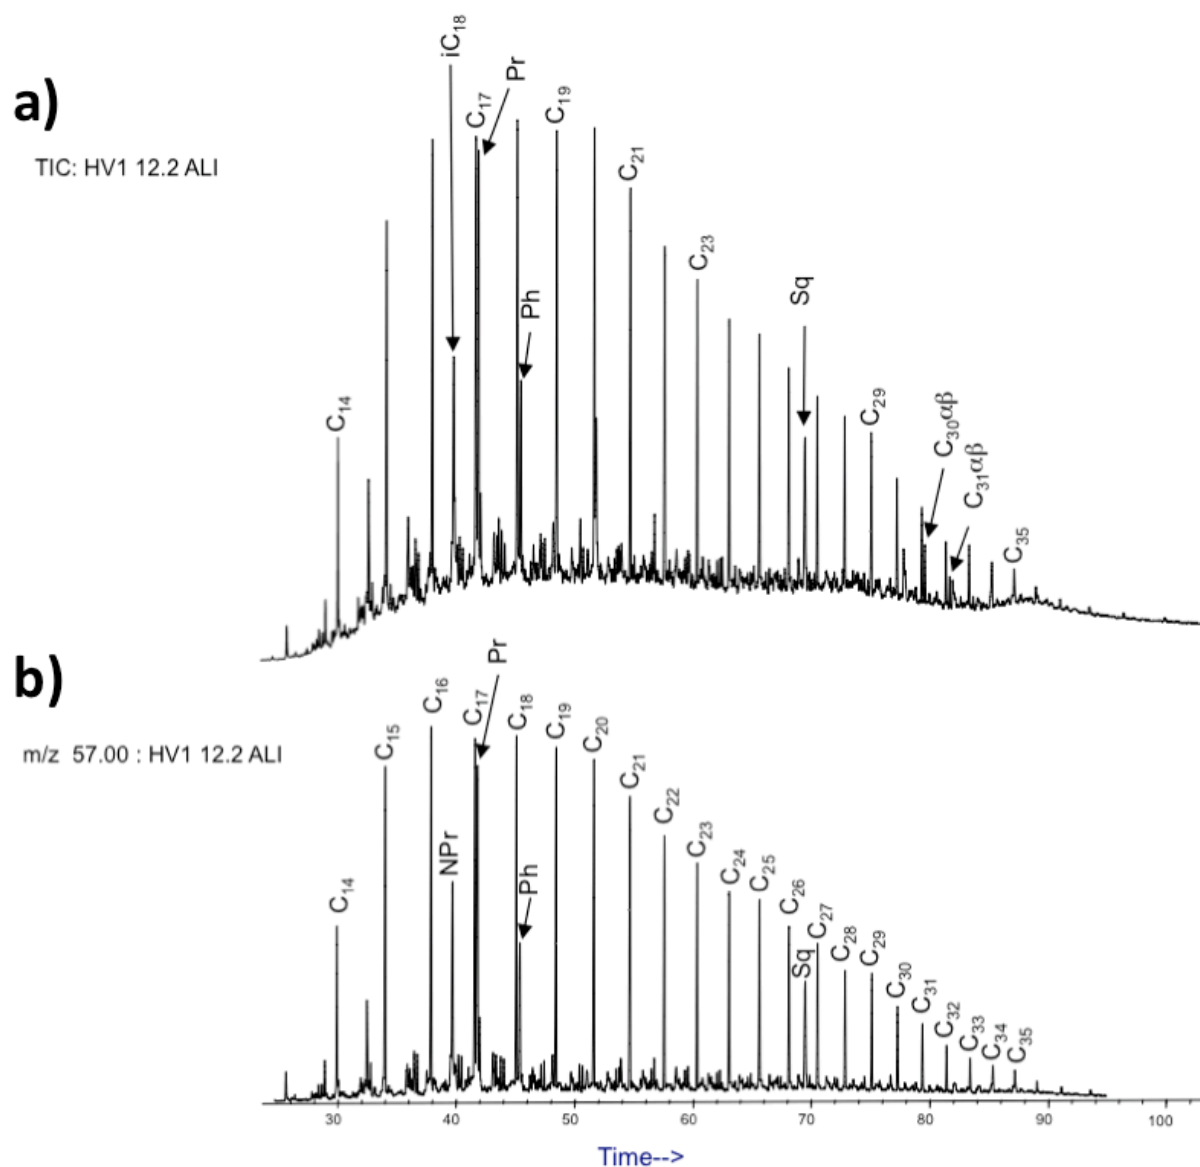 a)
TIC: HV1 12.2 ALI
iC18
C17
Pr
C19
C21
C14
Ph
C23
Sq
C29
C30αβ
C31αβ
C35
b)
m/z 57.00 : HV1 12.2 ALI
C14
C15
C16
NPr
C17
Pr
C18
Ph
C19
C20
C21
C22
C23
C24
C25
C26
Sq
C27
C28
C29
C30
C31
C32
C33
C34
C35
30 40 50 60 70 80 90 100
Time-->